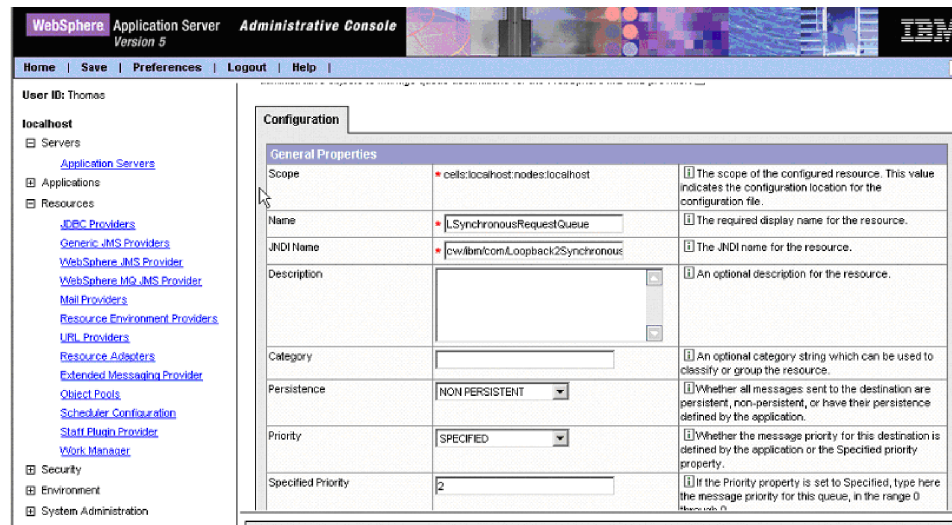 WebSphere Application Server Administrative Console
Version 5
IBM
Home | Save | Preferences | Logout | Help |
User ID: Thomas
localhost
Servers
Application Servers
Applications
Resources
JDBC Providers
Generic JMS Providers
WebSphere JMS Provider
WebSphere MQ JMS Provider
Mail Providers
Resource Environment Providers
URL Providers
Resource Adapters
Extended Messaging Provider
Object Pools
Scheduler Configuration
Staff Plugin Provider
Work Manager
Security
Environment
System Administration
Configuration
General Properties
Scope
* cells:localhost:nodes:localhost
The scope of the configured resource. This value
indicates the configuration location for the
configuration file.
Name
* LSynchronousRequestQueue
The required display name for the resource.
JNDI Name
* cw/ibm/com/Loopback2Synchronous
The JNDI name for the resource.
Description
An optional description for the resource.
Category
An optional category string which can be used to
classify or group the resource.
Persistence
NON PERSISTENT
Whether all messages sent to the destination are
persistent, non-persistent, or have their persistence
defined by the application.
Priority
SPECIFIED
Whether the message priority for this destination is
defined by the application or the Specified priority
property.
Specified Priority
2
If the Priority property is set to Specified, type here
the message priority for this queue, in the range 0